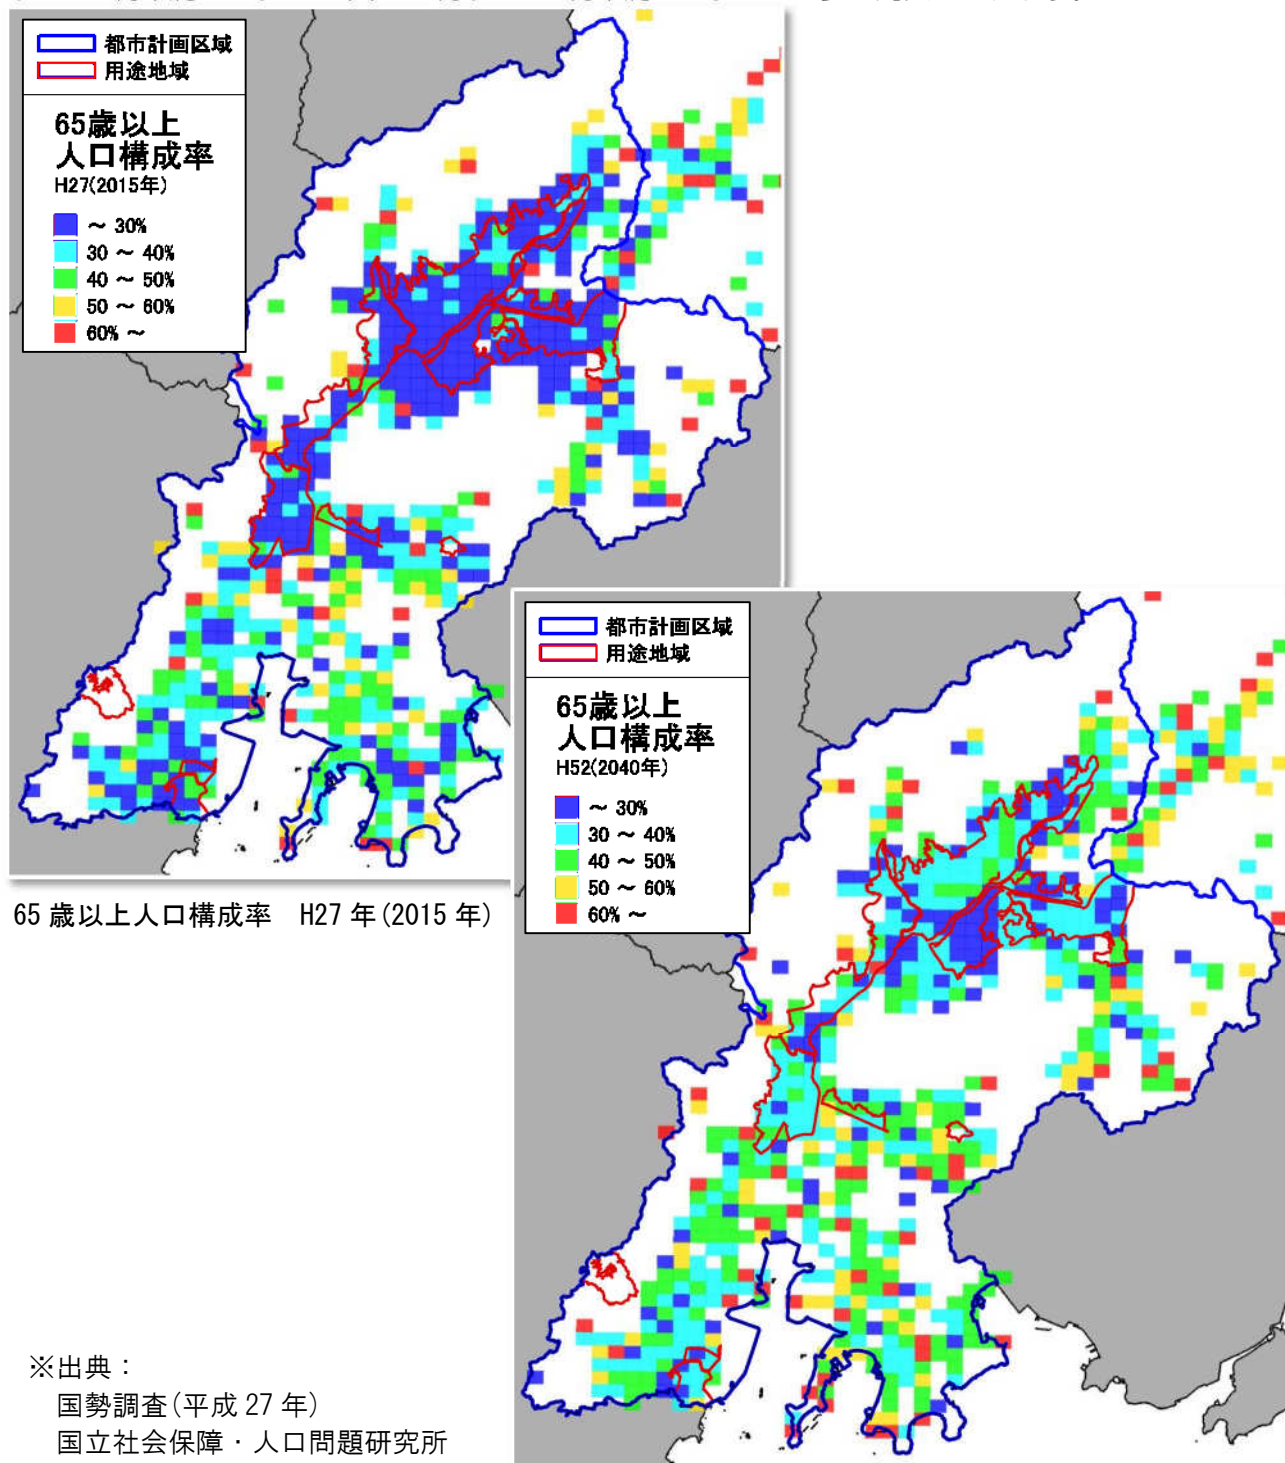 都市計画区域
用途地域
65歳以上
人口構成率
H27(2015年)
～ 30%
30 ～ 40%
40 ～ 50%
50 ～ 60%
60% ～
65 歳以上人口構成率　H27 年(2015 年)
都市計画区域
用途地域
65歳以上
人口構成率
H52(2040年)
～ 30%
30 ～ 40%
40 ～ 50%
50 ～ 60%
60% ～
※出典：
国勢調査(平成 27 年)
国立社会保障・人口問題研究所